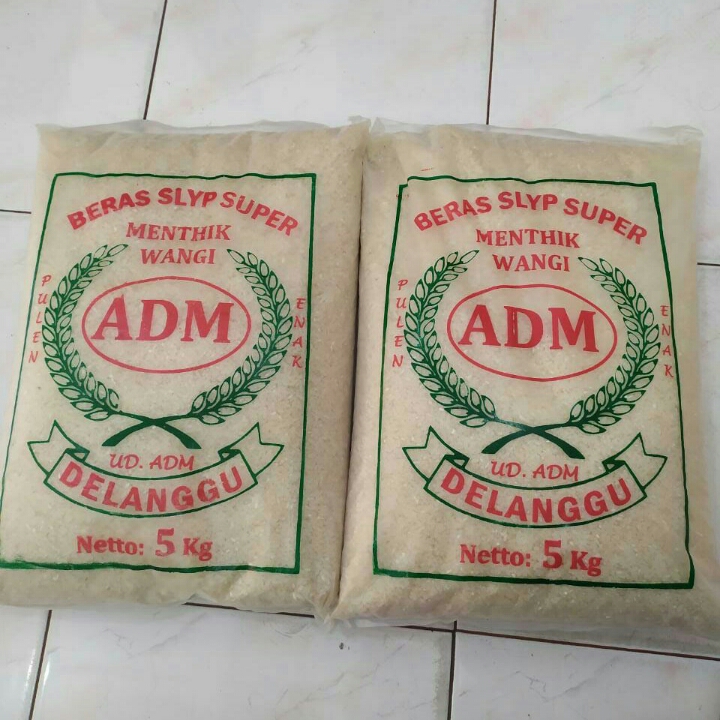 BERAS SLYP SUPER
MENTHIK
WANGI
PULEN
ADM
ENAK
UD. ADM
DELANGGU
Netto: 5 Kg
BERAS SLYP SUPER
MENTHIK
WANGI
PULEN
ADM
ENAK
UD. ADM
DELANGGU
Netto: 5 Kg